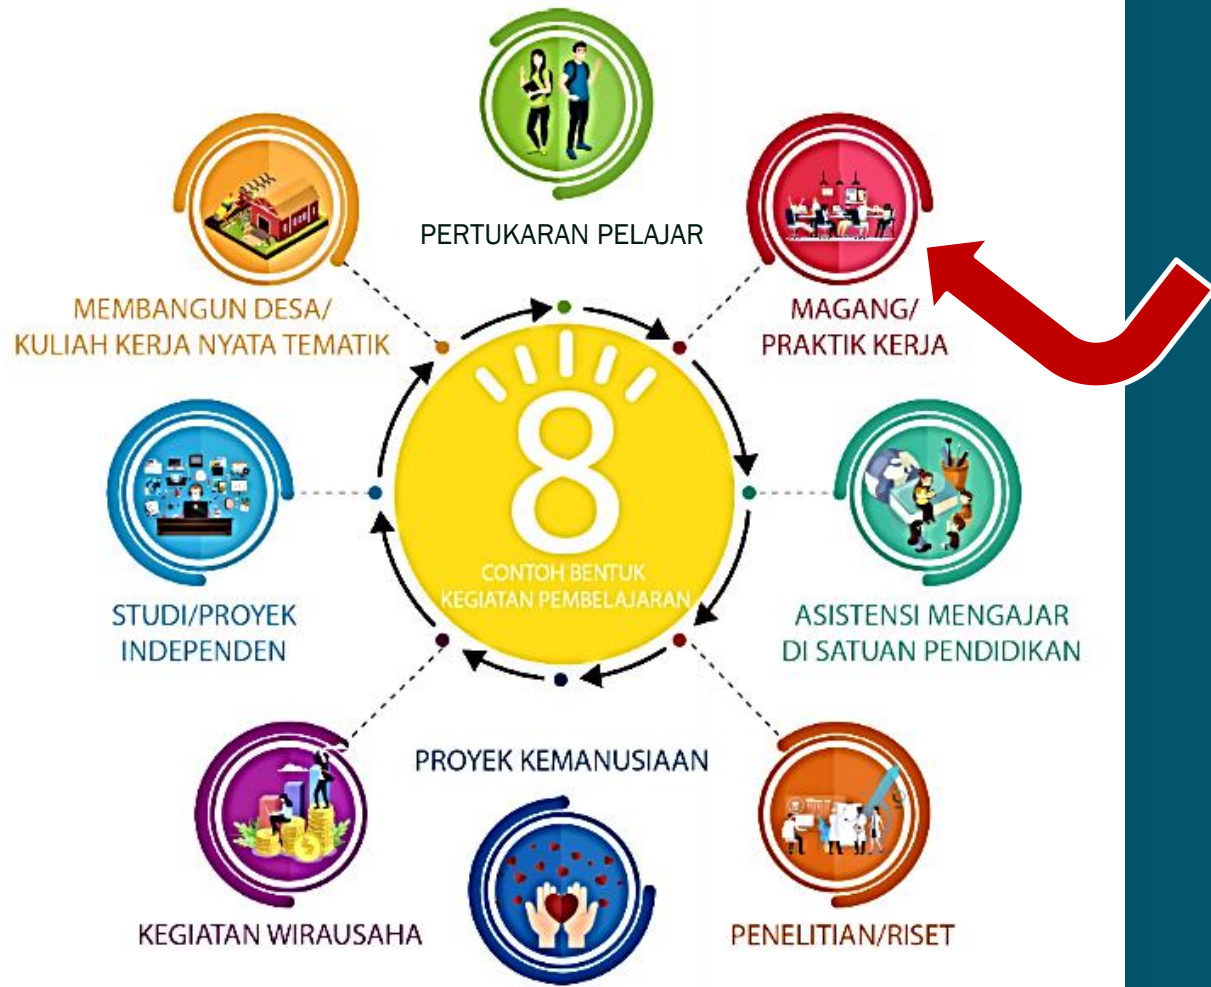 PERTUKARAN PELAJAR
MAGANG/
PRAKTIK KERJA
ASISTENSI MENGAJAR
DI SATUAN PENDIDIKAN
PENELITIAN/RISET
PROYEK KEMANUSIAAN
KEGIATAN WIRAUSAHA
STUDI/PROYEK
INDEPENDEN
MEMBANGUN DESA/
KULIAH KERJA NYATA TEMATIK
8
CONTOH BENTUK
KEGIATAN PEMBELAJARAN